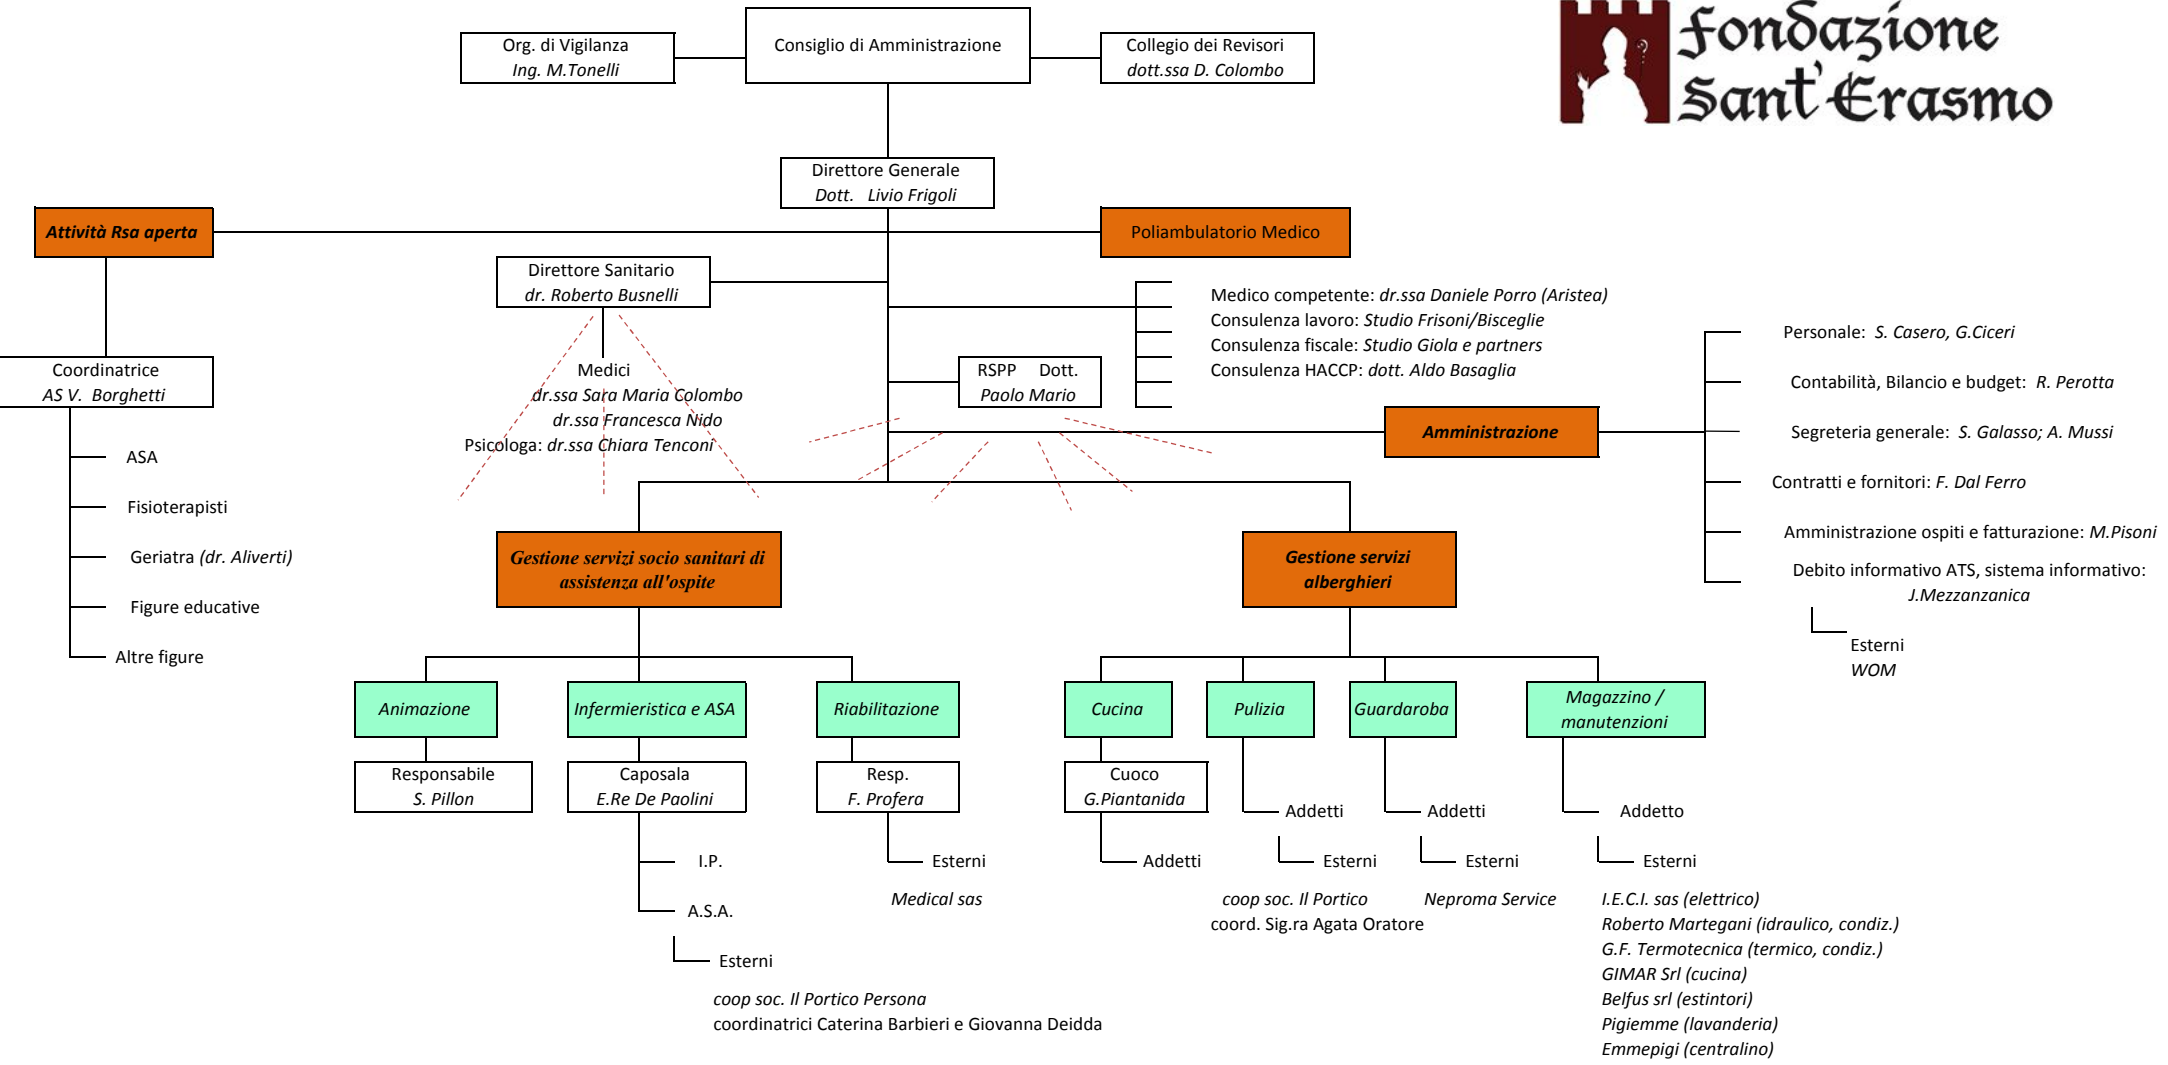 fondazione
Sant'Erasmo
Org. di Vigilanza
Ing. M.Tonelli
Consiglio di Amministrazione
Collegio dei Revisori
dott.ssa D. Colombo
Direttore Generale
Dott. Livio Frigoli
Attività Rsa aperta
Poliambulatorio Medico
Direttore Sanitario
dr. Roberto Busnelli
Medico competente: dr.ssa Daniele Porro (Aristea)
Consulenza lavoro: Studio Frisoni/Bisceglie
Consulenza fiscale: Studio Giola e partners
Consulenza HACCP: dott. Aldo Basaglia
Coordinatrice
AS V. Borghetti
Medici
dr.ssa Sara Maria Colombo
dr.ssa Francesca Nido
Psicologa: dr.ssa Chiara Tenconi
RSPP Dott.
Paolo Mario
Amministrazione
Personale: S. Casero, G.Ciceri
Contabilità, Bilancio e budget: R. Perotta
Segreteria generale: S. Galasso; A. Mussi
Contratti e fornitori: F. Dal Ferro
Amministrazione ospiti e fatturazione: M.Pisoni
Debito informativo ATS, sistema informativo:
J.Mezzanzanica
Esterni
WOM
ASA
Fisioterapisti
Geriatra (dr. Aliverti)
Figure educative
Altre figure
Gestione servizi socio sanitari di
assistenza all'ospite
Gestione servizi
alberghieri
Animazione
Infermieristica e ASA
Riabilitazione
Cucina
Pulizia
Guardaroba
Magazzino /
manutenzioni
Responsabile
S. Pillon
Caposala
E.Re De Paolini
Resp.
F. Profera
Cuoco
G.Piantanida
Addetti
Addetti
Addetto
I.P.
Esterni
Addetti
Esterni
Esterni
Esterni
A.S.A.
Medical sas
coop soc. Il Portico
coord. Sig.ra Agata Oratore
Neproma Service
I.E.C.I. sas (elettrico)
Roberto Martegani (idraulico, condiz.)
G.F. Termotecnica (termico, condiz.)
GIMAR Srl (cucina)
Belfus srl (estintori)
Pigiemme (lavanderia)
Emmepigi (centralino)
Esterni
coop soc. Il Portico Persona
coordinatrici Caterina Barbieri e Giovanna Deidda